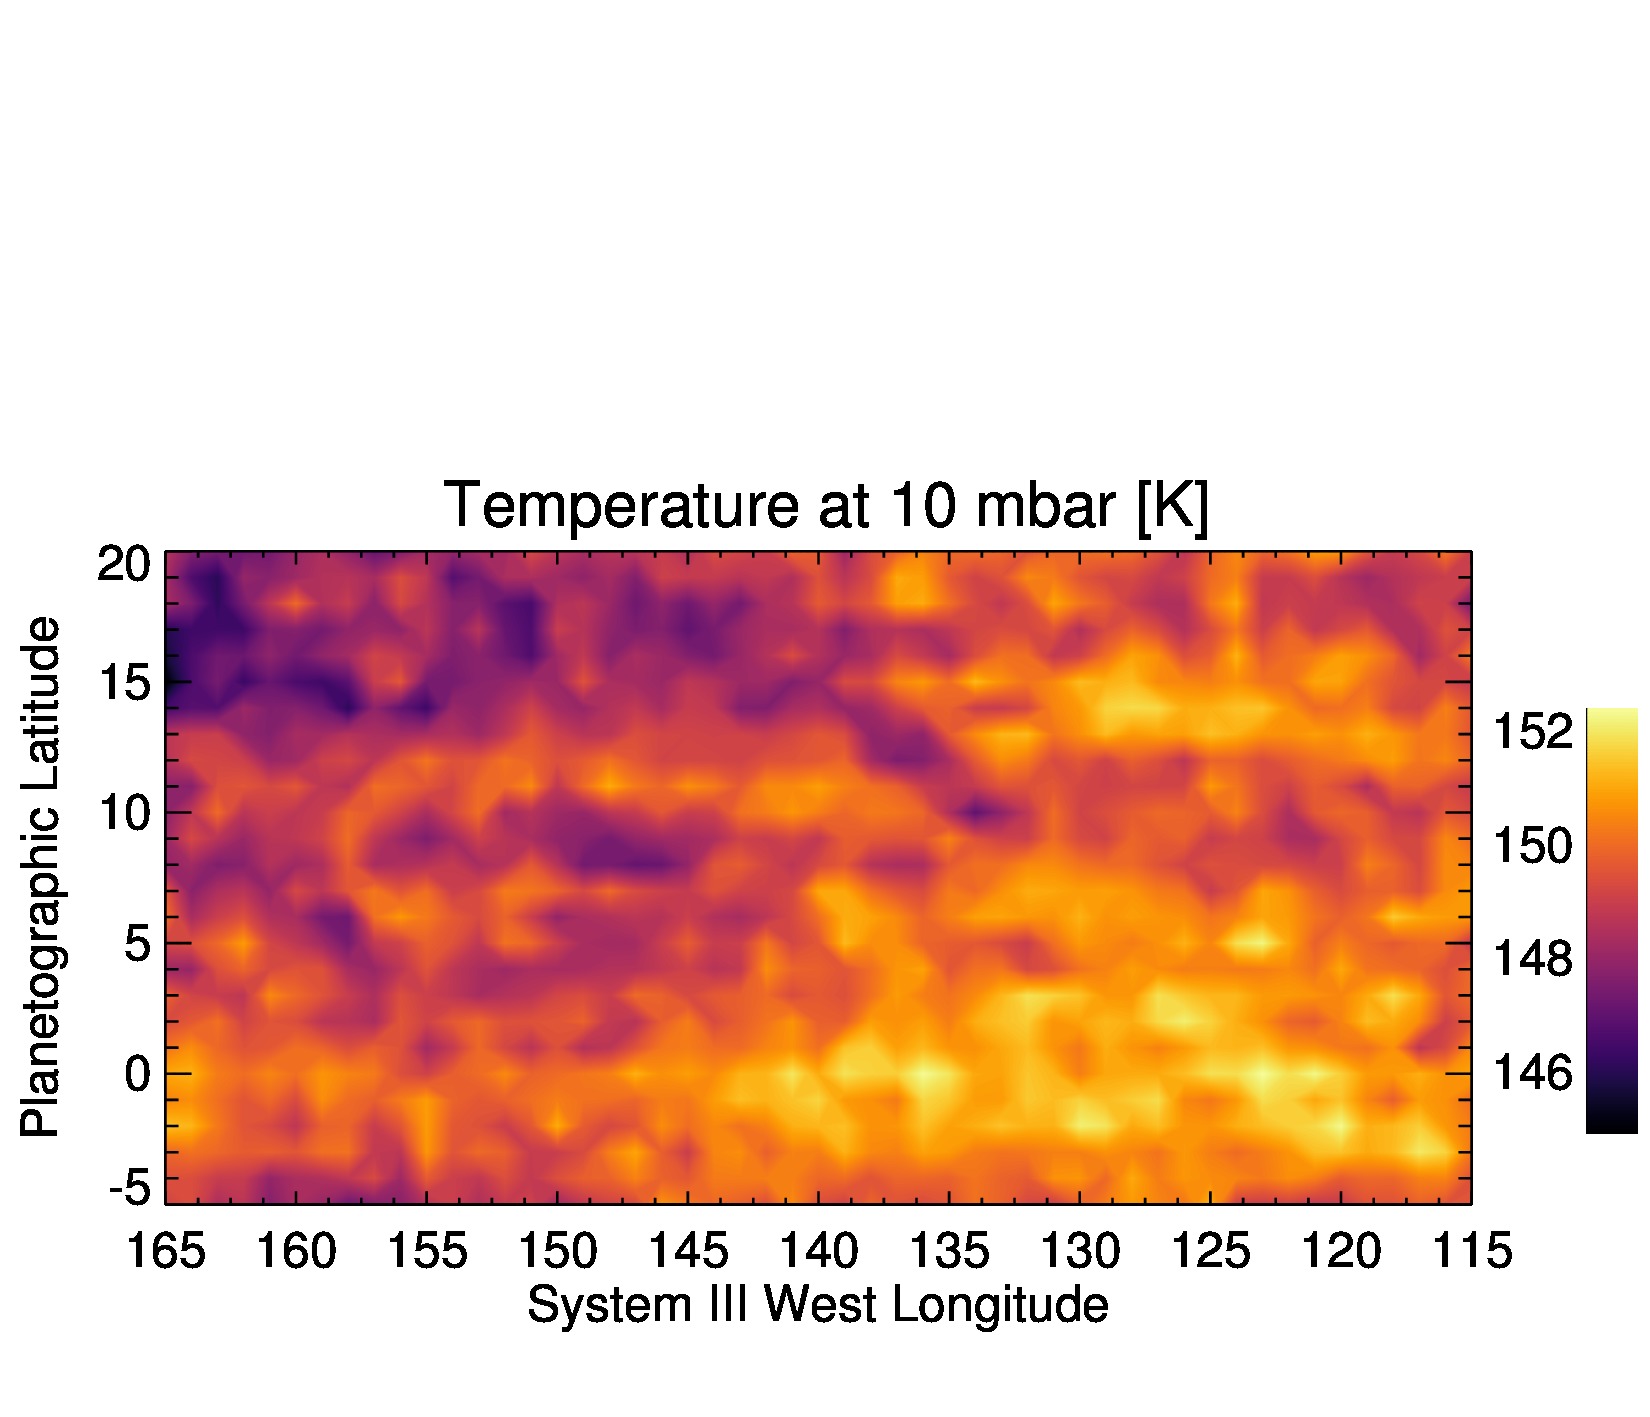 Temperature at 10 mbar [K]
Planetographic Latitude
20
15
10
5
0
-5
165 160 155 150 145 140 135 130 125 120 115
System III West Longitude
152
150
148
146